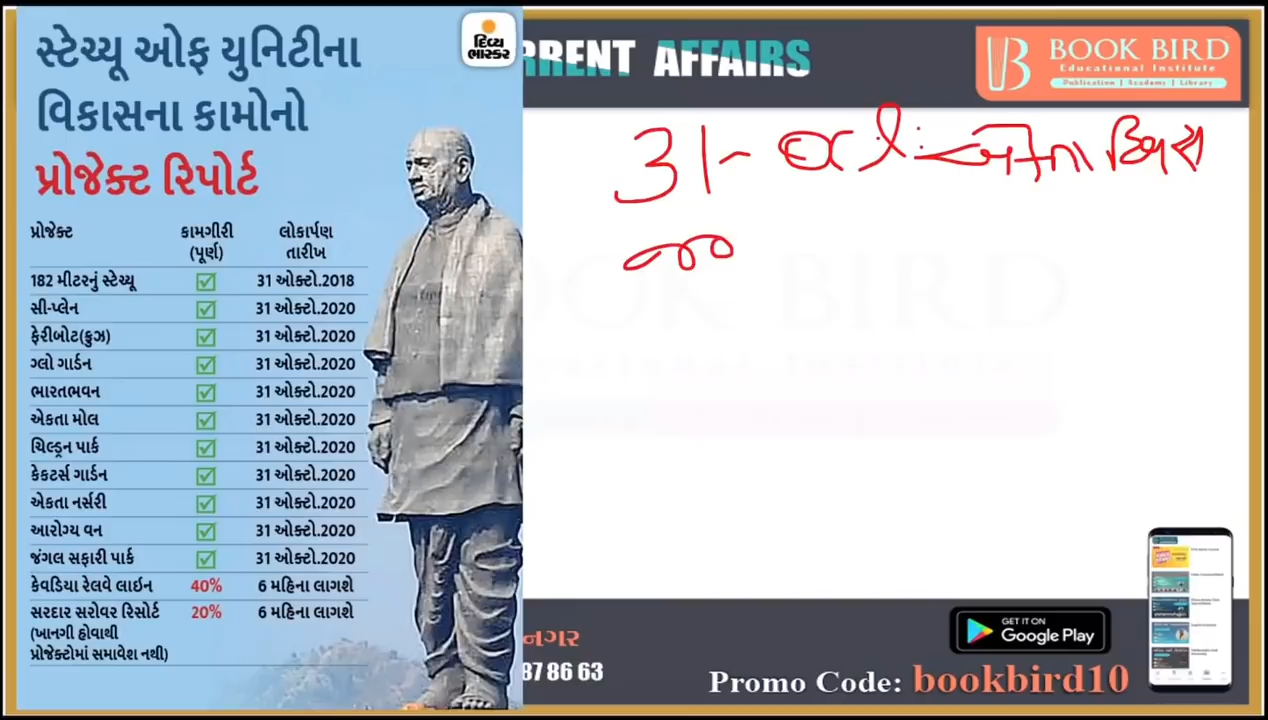 સ્ટેચ્યૂ ઓફ યુનિટીના
વિકાસના કામોનો
પ્રોજેક્ટ રિપોર્ટ
દિવ્ય
ભાસ્કર
RRENT AFFAIRS
BOOK BIRD
Educational Institute
Publication | Academy | Library
પ્રોજેક્ટ કામગીરી (પૂર્ણ) લોકાર્પણ તારીખ
182 મીટરનું સ્ટેચ્યૂ 31 ઓક્ટો.2018
સી-પ્લેન 31 ઓક્ટો.2020
ફેરીબોટ(ક્રુઝ) 31 ઓક્ટો.2020
ગ્લો ગાર્ડન 31 ઓક્ટો.2020
ભારતભવન 31 ઓક્ટો.2020
એકતા મોલ 31 ઓક્ટો.2020
ચિલ્ડ્રન પાર્ક 31 ઓક્ટો.2020
કેકટર્સ ગાર્ડન 31 ઓક્ટો.2020
એકતા નર્સરી 31 ઓક્ટો.2020
આરોગ્ય વન 31 ઓક્ટો.2020
જંગલ સફારી પાર્ક 31 ઓક્ટો.2020
કેવડિયા રેલવે લાઇન 40% 6 મહિના લાગશે
સરદાર સરોવર રિસોર્ટ 20% 6 મહિના લાગશે
(ખાનગી હોવાથી
પ્રોજેક્ટોમાં સમાવેશ નથી)
31-
BOOK BIRD
નગર
87 86 63
GET IT ON
Google Play
Promo Code: bookbird10